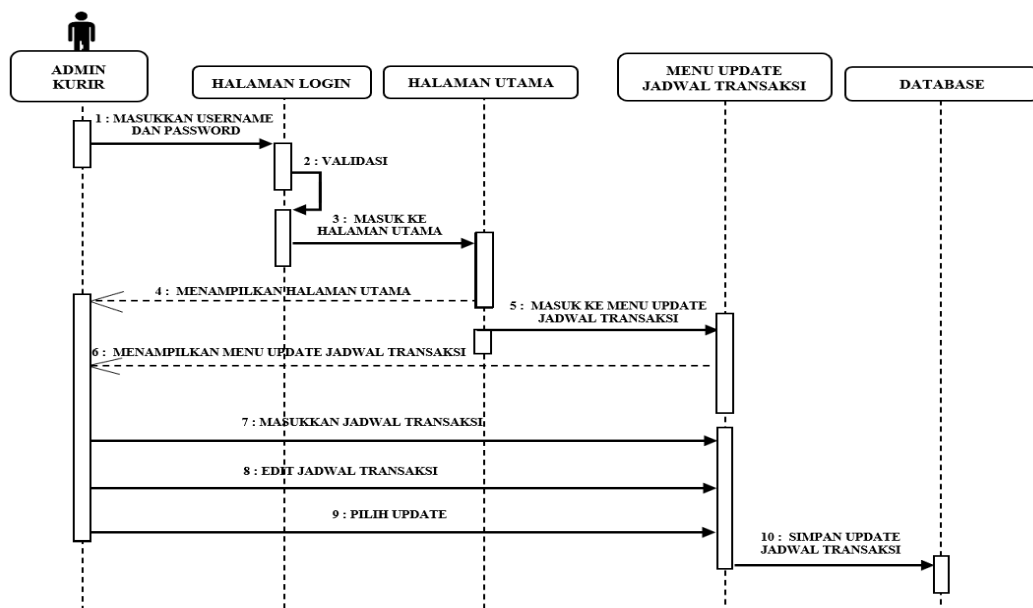 ADMIN
KURIR
HALAMAN LOGIN
HALAMAN UTAMA
MENU UPDATE
JADWAL TRANSAKSI
DATABASE
1 : MASUKKAN USERNAME
DAN PASSWORD
2 : VALIDASI
3 : MASUK KE
HALAMAN UTAMA
4 : MENAMPILKAN HALAMAN UTAMA
5 : MASUK KE MENU UPDATE
JADWAL TRANSAKSI
6 : MENAMPILKAN MENU UPDATE JADWAL TRANSAKSI
7 : MASUKKAN JADWAL TRANSAKSI
8 : EDIT JADWAL TRANSAKSI
9 : PILIH UPDATE
10 : SIMPAN UPDATE
JADWAL TRANSAKSI